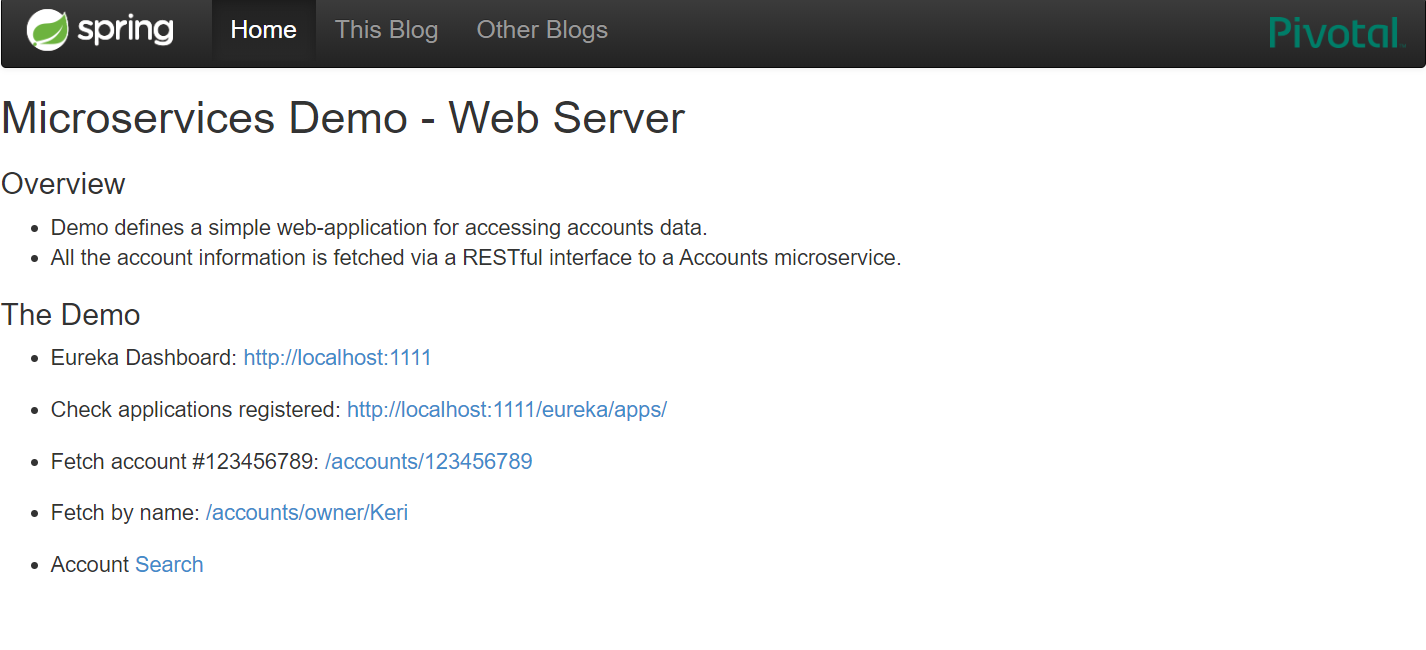 spring Home This Blog Other Blogs Pivotal
Microservices Demo - Web Server
Overview
Demo defines a simple web-application for accessing accounts data.
All the account information is fetched via a RESTful interface to a Accounts microservice.
The Demo
Eureka Dashboard: http://localhost:1111
Check applications registered: http://localhost:1111/eureka/apps/
Fetch account #123456789: /accounts/123456789
Fetch by name: /accounts/owner/Keri
Account Search